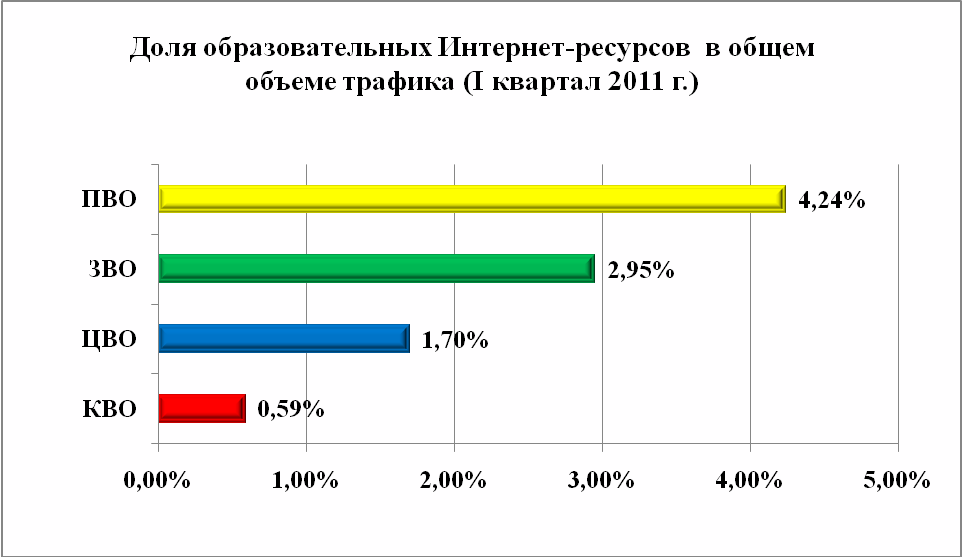 Доля образовательных Интернет-ресурсов в общем
объеме трафика (I квартал 2011 г.)
ПВО
4,24%
ЗВО
2,95%
ЦВО
1,70%
КВО
0,59%
0,00% 1,00% 2,00% 3,00% 4,00% 5,00%